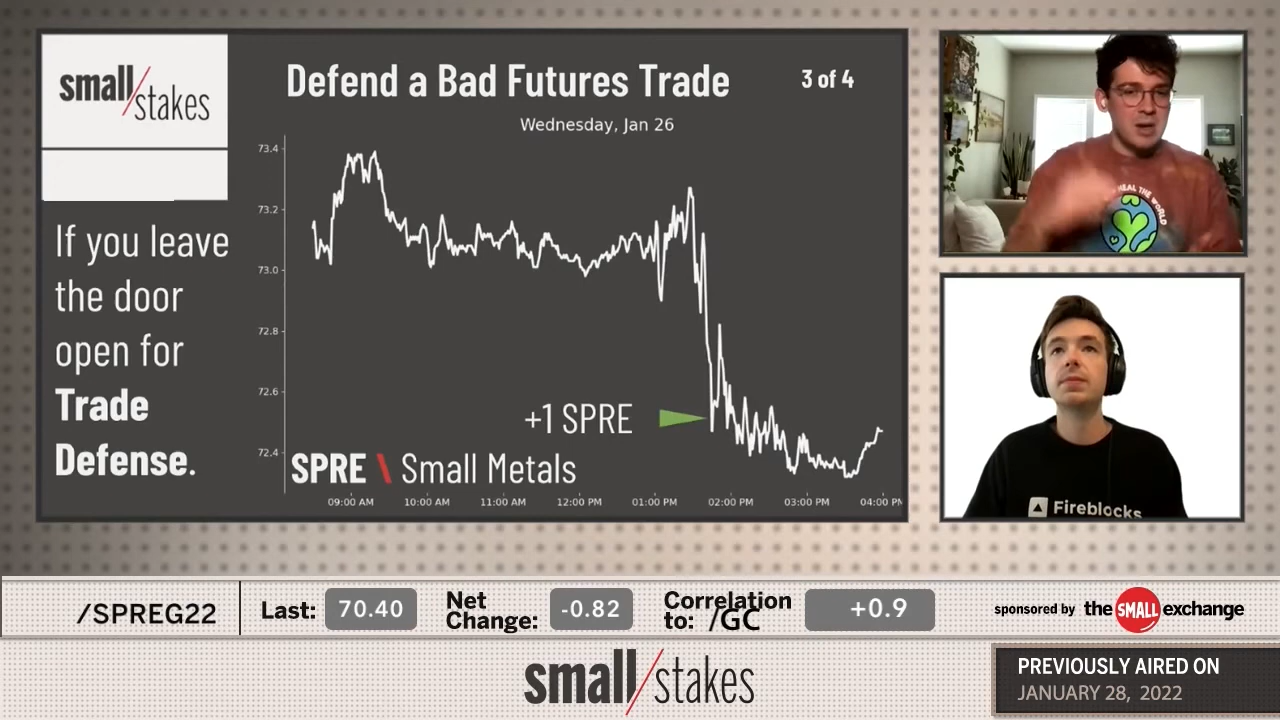 small/stakes
Defend a Bad Futures Trade
3 of 4
Wednesday, Jan 26
If you leave
the door
open for
Trade
Defense.
73.4
73.2
73.0
72.8
72.6
72.4
+1 SPRE
SPRE \ Small Metals
09:00 AM 10:00 AM 11:00 AM 12:00 PM 01:00 PM 02:00 PM 03:00 PM 04:00 PM
HEAL THE WORLD
Fireblocks
/SPREG22
Last: 70.40
Net
Change: -0.82
Correlation
to: /GC +0.9
sponsored by the SMALL exchange
small/stakes
PREVIOUSLY AIRED ON
JANUARY 28, 2022